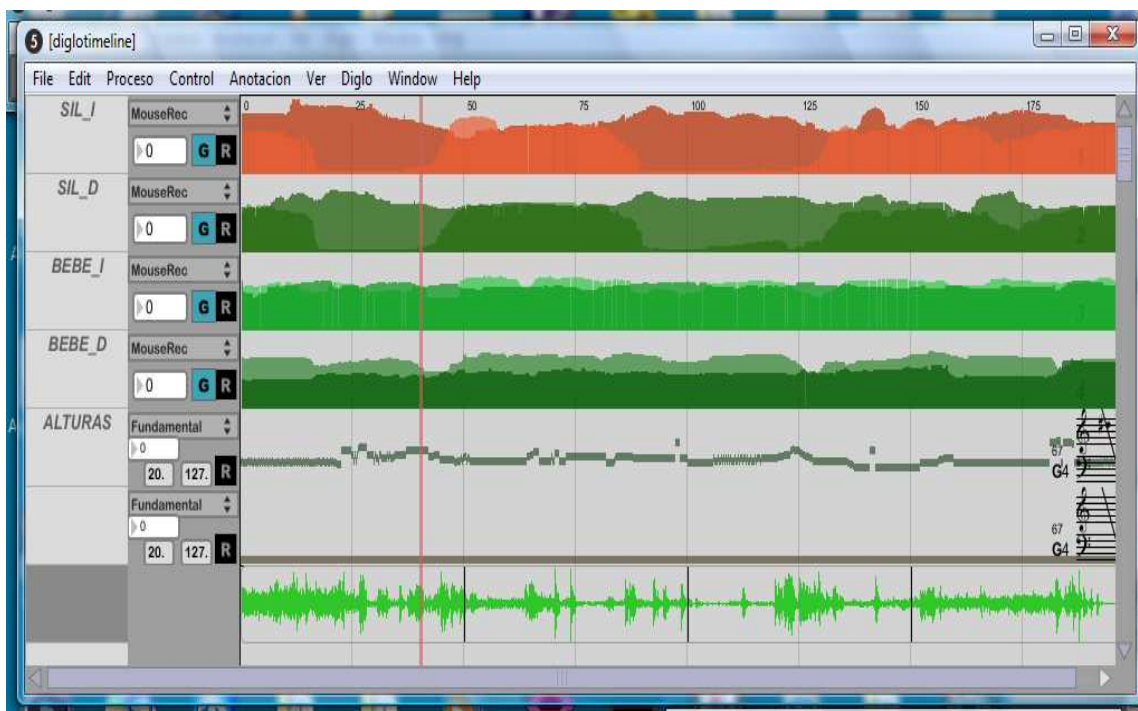 5 [diglotimeline]
File Edit Proceso Control Anotacion Ver Diglo Window Help
0 25 50 75 100 125 150 175
SIL_I MouseRec
0 G R
SIL_D MouseRec
0 G R
BEBE_I MouseRec
0 G R
BEBE_D MouseRec
0 G R
ALTURAS Fundamental
0
20. 127. R
67
G4
Fundamental
0
20. 127. R
67
G4